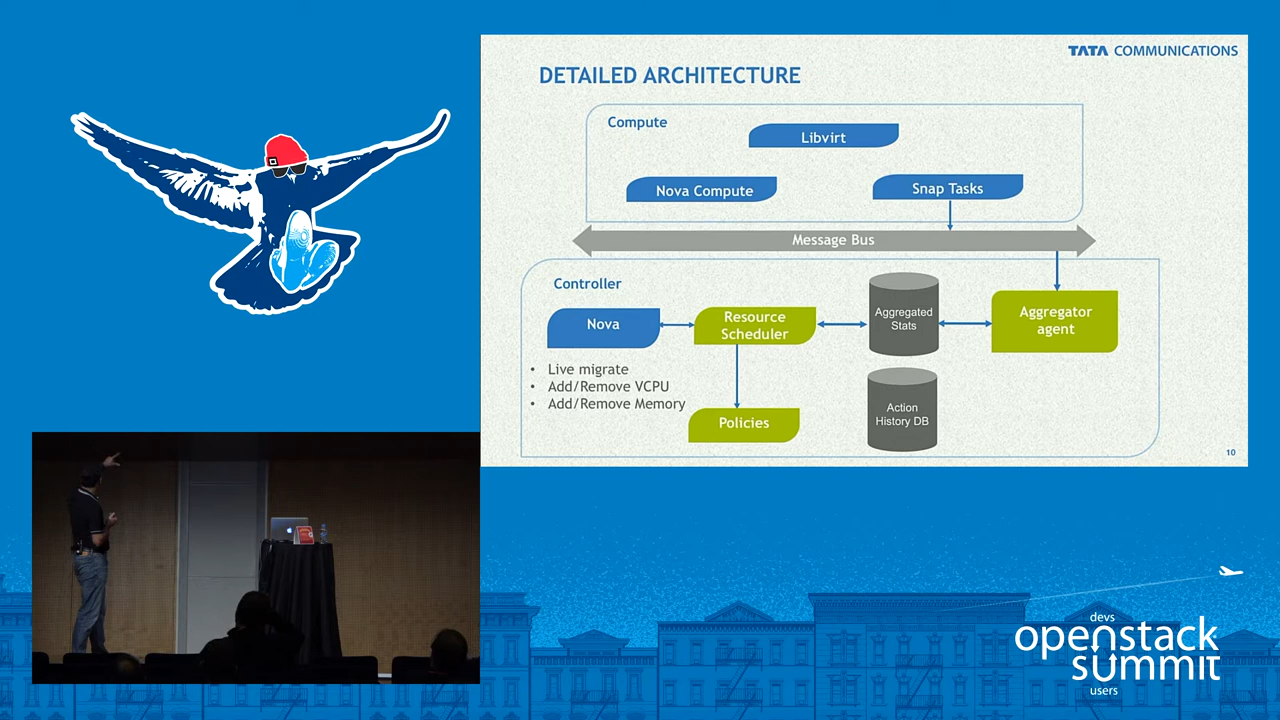 TATA COMMUNICATIONS
DETAILED ARCHITECTURE
Compute
Libvirt
Nova Compute
Snap Tasks
Message Bus
Controller
Nova
Resource
Scheduler
Aggregated
Stats
Aggregator
agent
• Live migrate
• Add/Remove VCPU
• Add/Remove Memory
Policies
Action
History DB
10
devs
openstack
summit
users